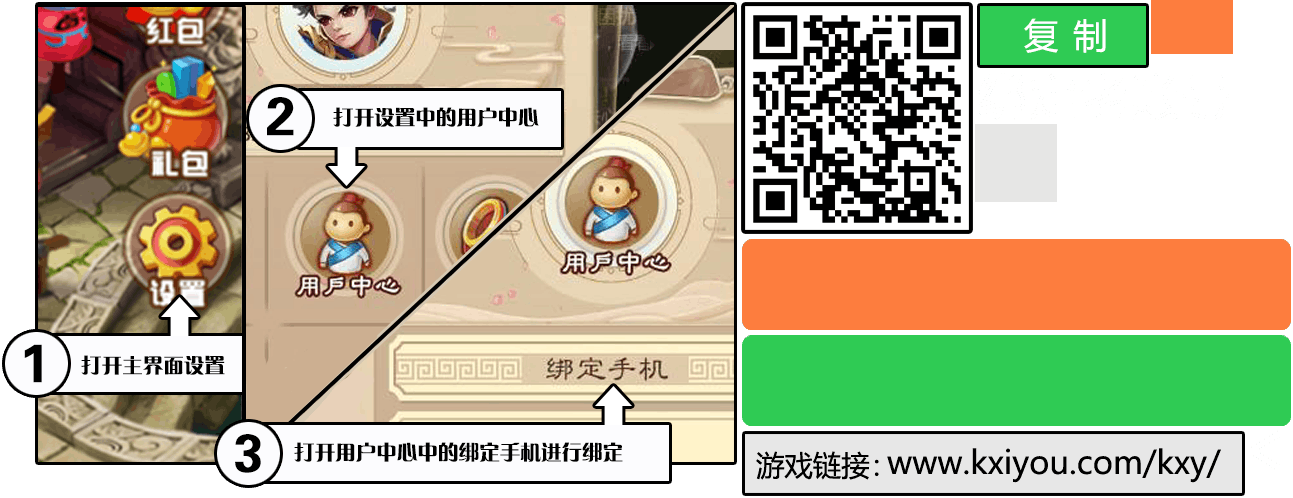 红包
礼包
设置
1 打开主界面设置
2 打开设置中的用户中心
用户中心
用户中心
绑定手机
3 打开用户中心中的绑定手机进行绑定
复制
游戏链接：www.kxiyou.com/kxy/